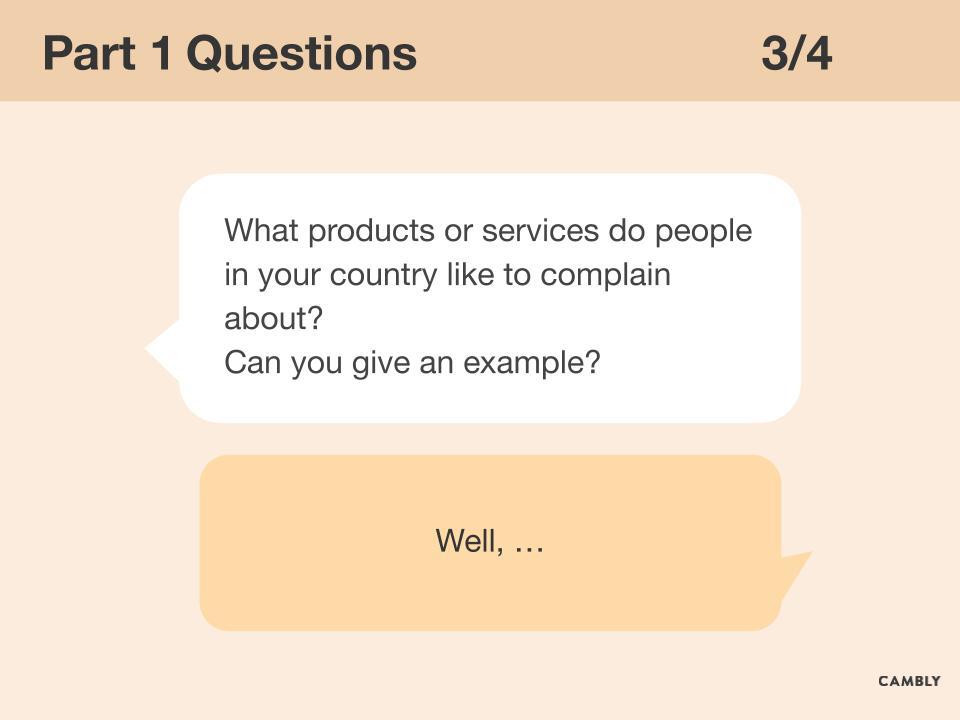 Part 1 Questions
3/4
What products or services do people
in your country like to complain
about?
Can you give an example?
Well, …
CAMBLY